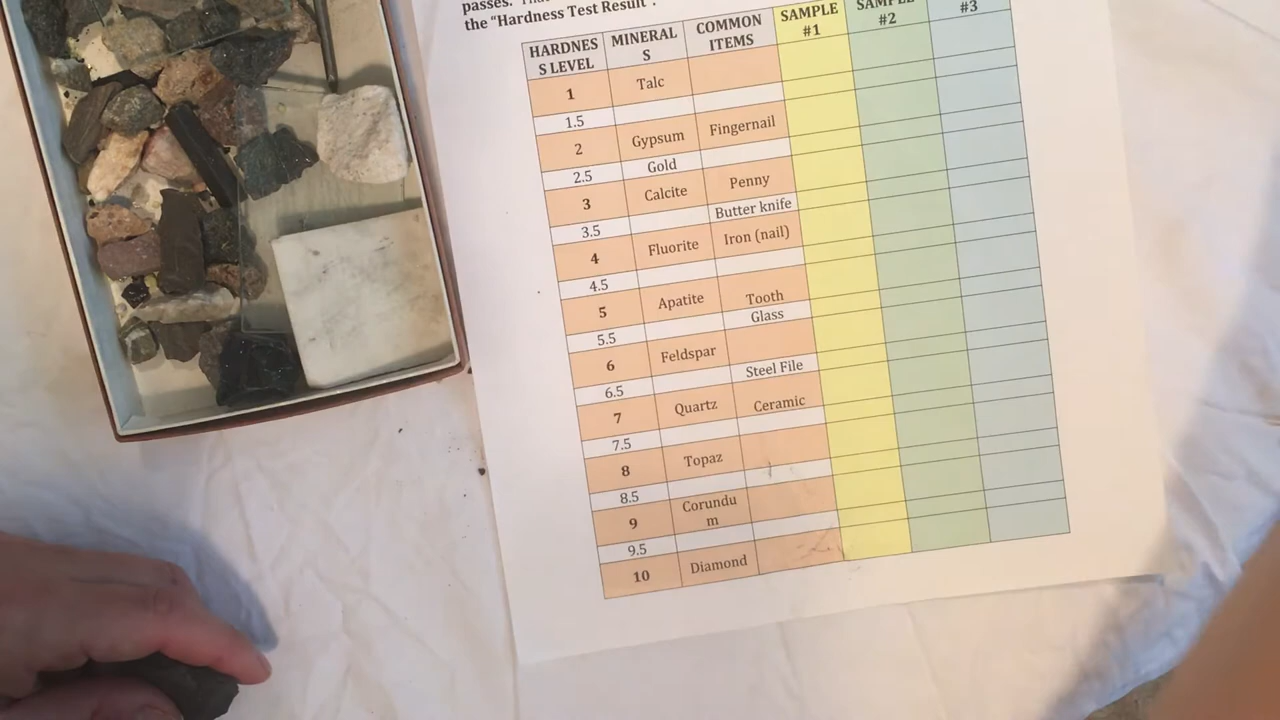 passes.
the "Hardness Test Result".
HARDNES
S LEVEL
MINERAL
S
COMMON
ITEMS
SAMPLE
#1
SAMPLE
#2
#3
1 Talc
1.5
2 Gypsum Fingernail
2.5 Gold
3 Calcite Penny
3.5 Butter knife
4 Fluorite Iron (nail)
4.5
5 Apatite Tooth
5.5 Glass
6 Feldspar
6.5 Steel File
7 Quartz Ceramic
7.5
8 Topaz
8.5
9 Corundu
m
9.5
10 Diamond